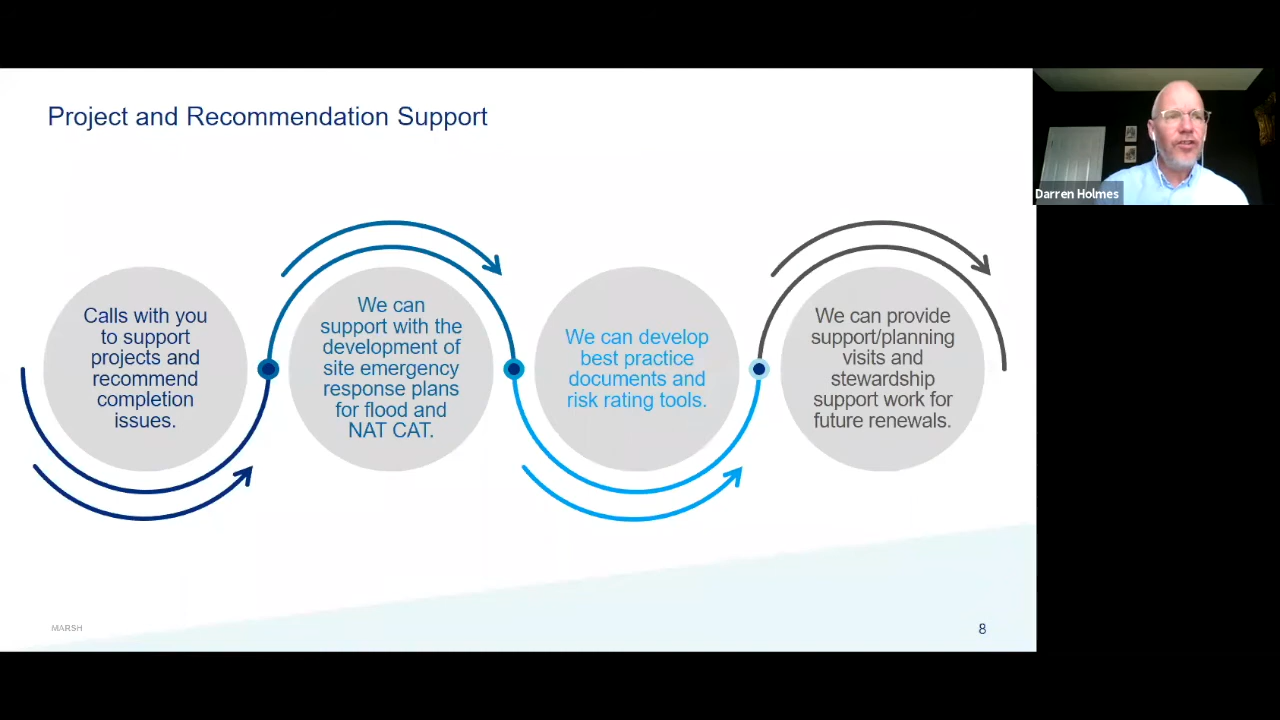 Project and Recommendation Support
Darren Holmes
Calls with you
to support
projects and
recommend
completion
issues.
We can
support with the
development of
site emergency
response plans
for flood and
NAT CAT.
We can develop
best practice
documents and
risk rating tools.
We can provide
support/planning
visits and
stewardship
support work for
future renewals.
MARSH
8